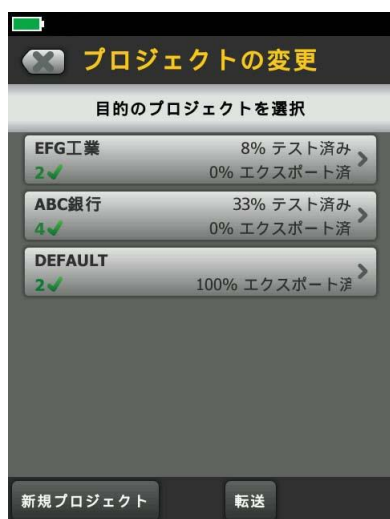 プロジェクトの変更
目的のプロジェクトを選択
EFG工業 8% テスト済み
2 0% エクスポート済
ABC銀行 33% テスト済み
4 0% エクスポート済
DEFAULT
2 100% エクスポート済
新規プロジェクト 転送